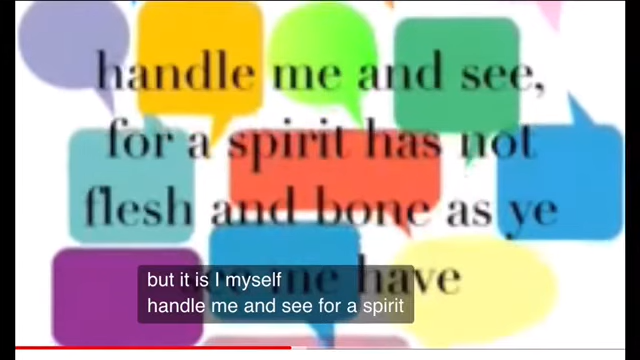 handle me and see,
for a spirit has not
flesh and bone as ye
see me have
but it is I myself
handle me and see for a spirit